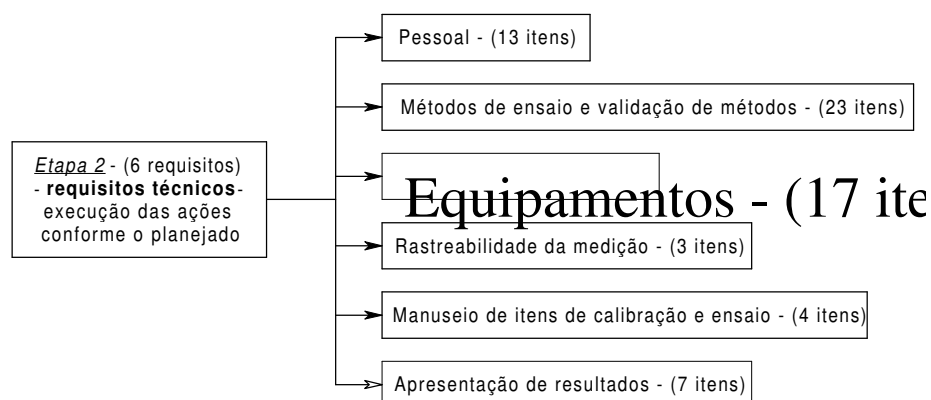 Pessoal - (13 itens)
Métodos de ensaio e validação de métodos - (23 itens)
Etapa 2 - (6 requisitos)
- requisitos técnicos-
execução das ações
conforme o planejado
Equipamentos - (17 ite
Rastreabilidade da medição - (3 itens)
Manuseio de itens de calibração e ensaio - (4 itens)
Apresentação de resultados - (7 itens)